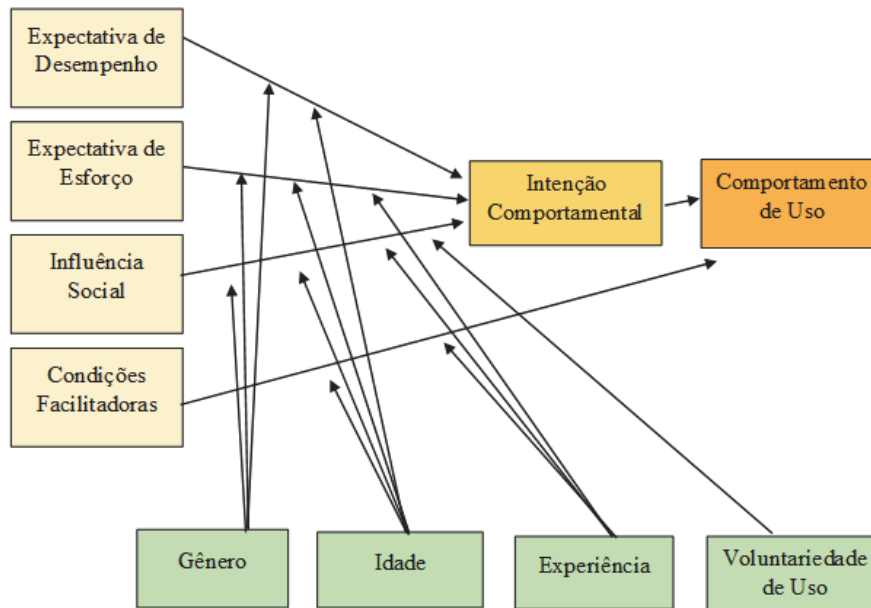 Expectativa de
Desempenho
Expectativa de
Esforço
Influência
Social
Condições
Facilitadoras
Intenção
Comportamental
Comportamento
de Uso
Gênero
Idade
Experiência
Voluntariedade
de Uso